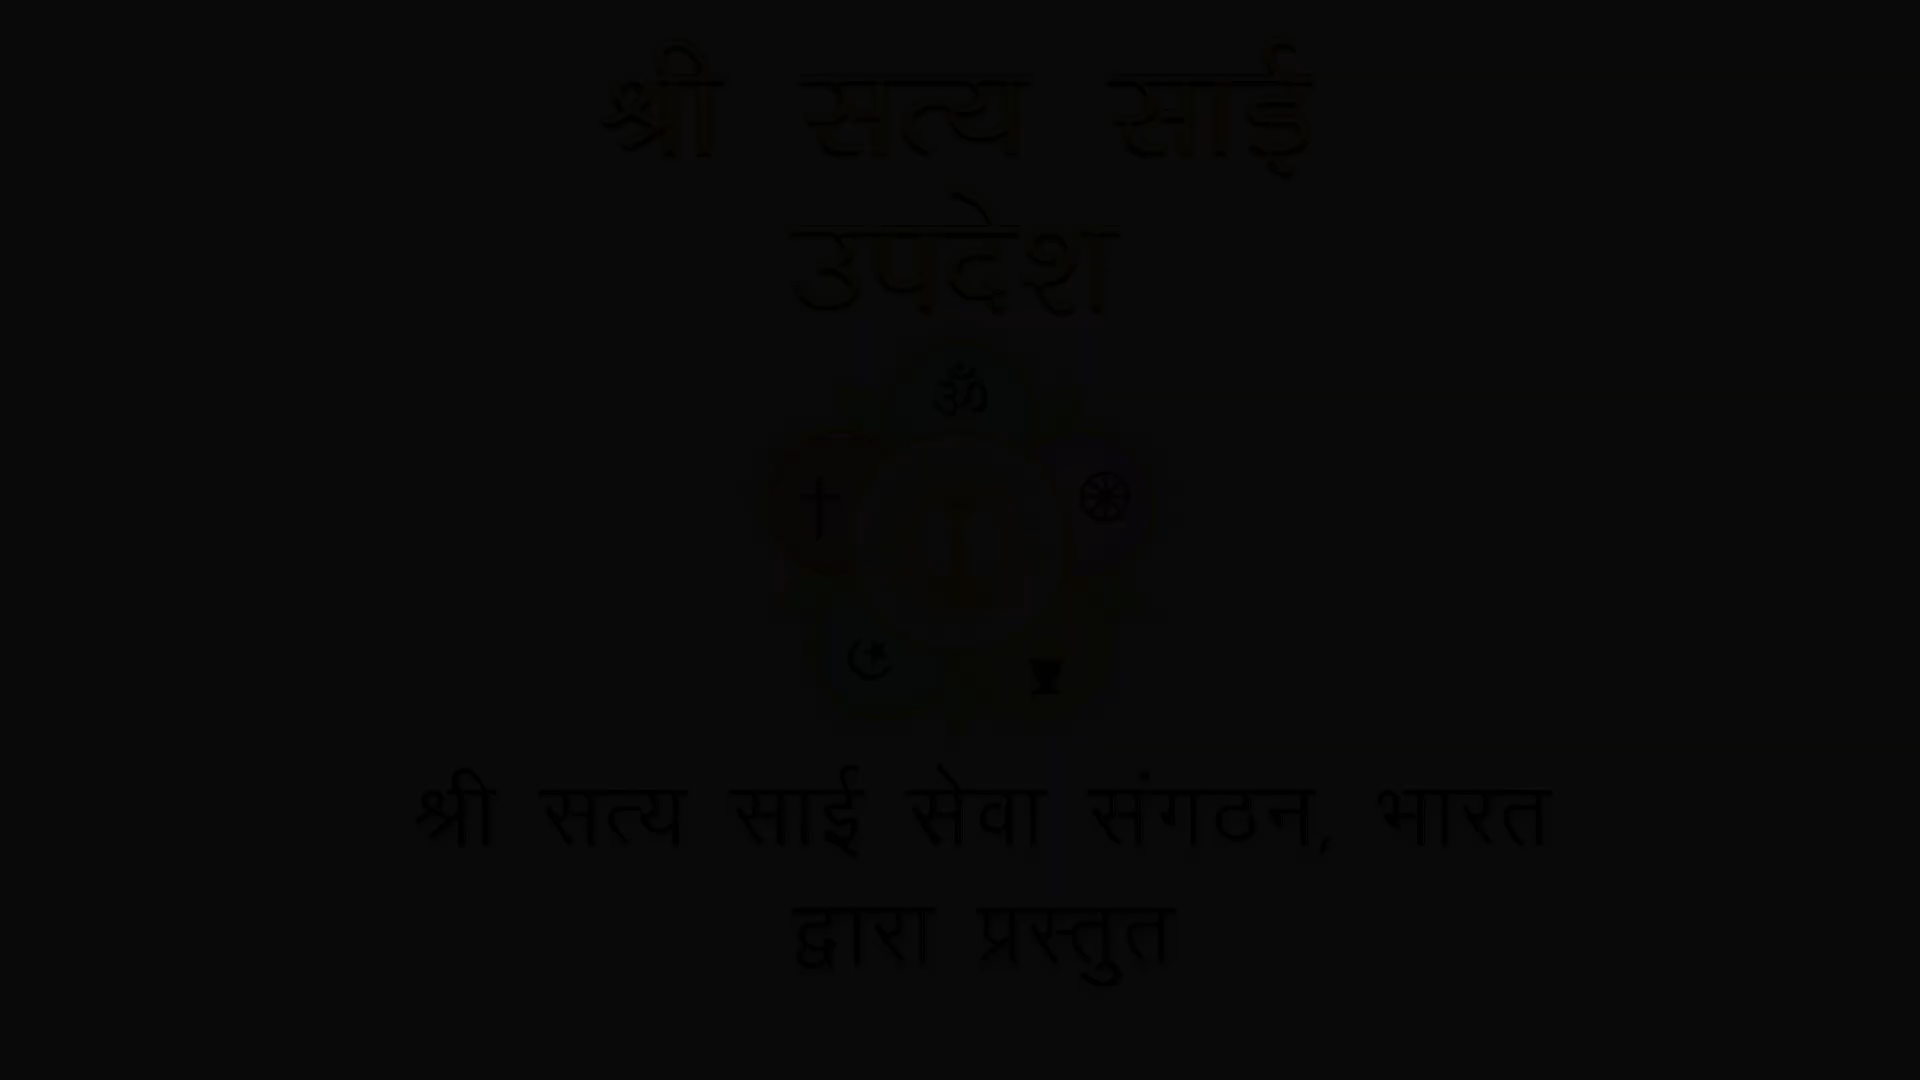 श्री सत्य साई
उपदेश
ॐ
श्री सत्य साई सेवा संगठन, भारत
द्वारा प्रस्तुत